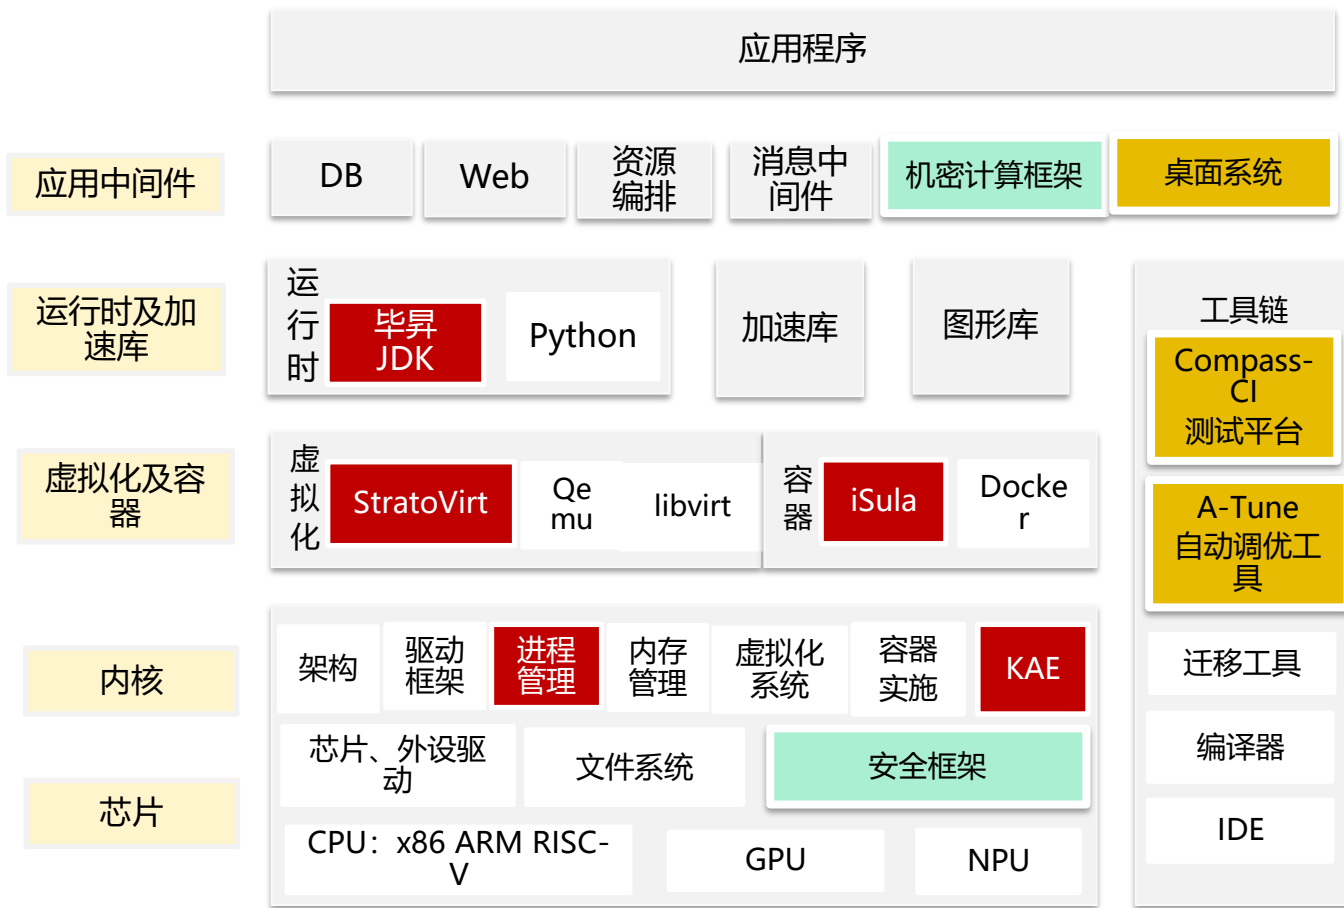 应用程序
应用中间件
DB
Web
资源
编排
消息中
间件
机密计算框架
桌面系统
运行时及加
速库
运
行
时
毕昇
JDK
Python
加速库
图形库
工具链
Compass-
CI
测试平台
A-Tune
自动调优工
具
迁移工具
编译器
IDE
虚拟化及容
器
虚
拟
化
StratoVirt
Qe
mu
libvirt
容
器
iSula
Docke
r
内核
架构
驱动
框架
进程
管理
内存
管理
虚拟化
系统
容器
实施
KAE
芯片、外设驱
动
文件系统
安全框架
芯片
CPU：x86 ARM RISC-
V
GPU
NPU